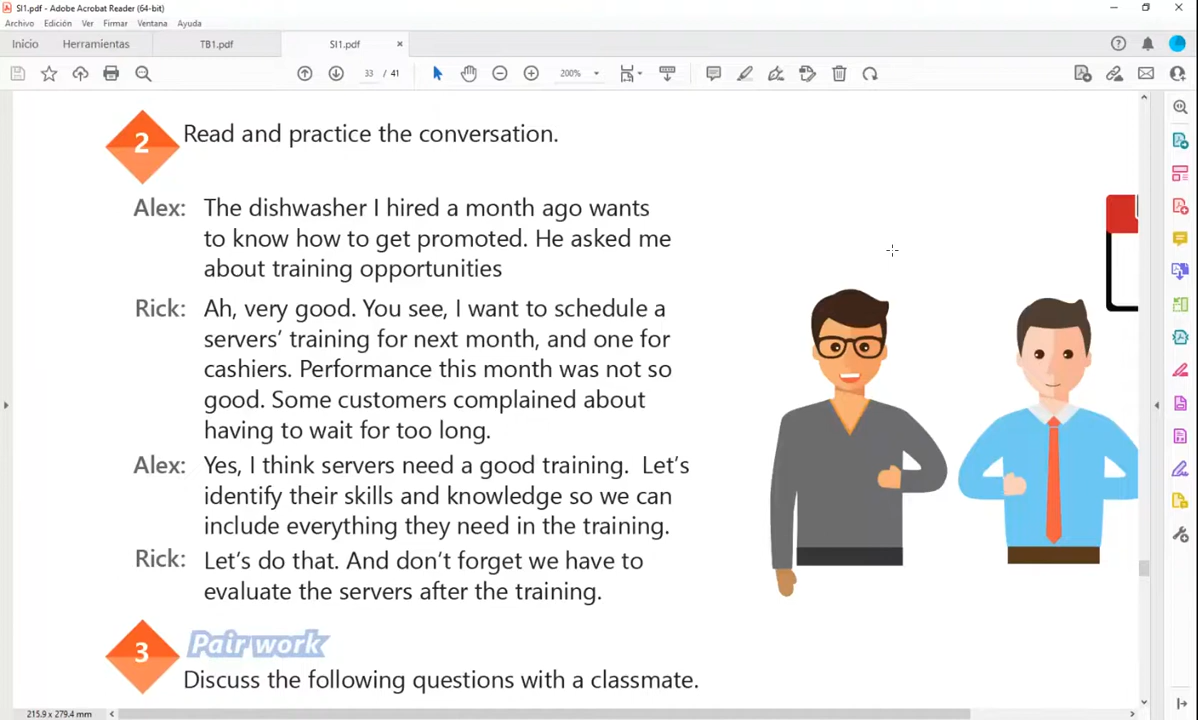 SI1.pdf - Adobe Acrobat Reader (64-bit)
Archivo Edición Ver Firmar Ventana Ayuda
Inicio Herramientas TB1.pdf SI1.pdf ×
33 / 41 200%
2 Read and practice the conversation.
Alex: The dishwasher I hired a month ago wants
to know how to get promoted. He asked me
about training opportunities
Rick: Ah, very good. You see, I want to schedule a
servers’ training for next month, and one for
cashiers. Performance this month was not so
good. Some customers complained about
having to wait for too long.
Alex: Yes, I think servers need a good training. Let’s
identify their skills and knowledge so we can
include everything they need in the training.
Rick: Let’s do that. And don’t forget we have to
evaluate the servers after the training.
3 Pair work
Discuss the following questions with a classmate.
215.9 x 279.4 mm